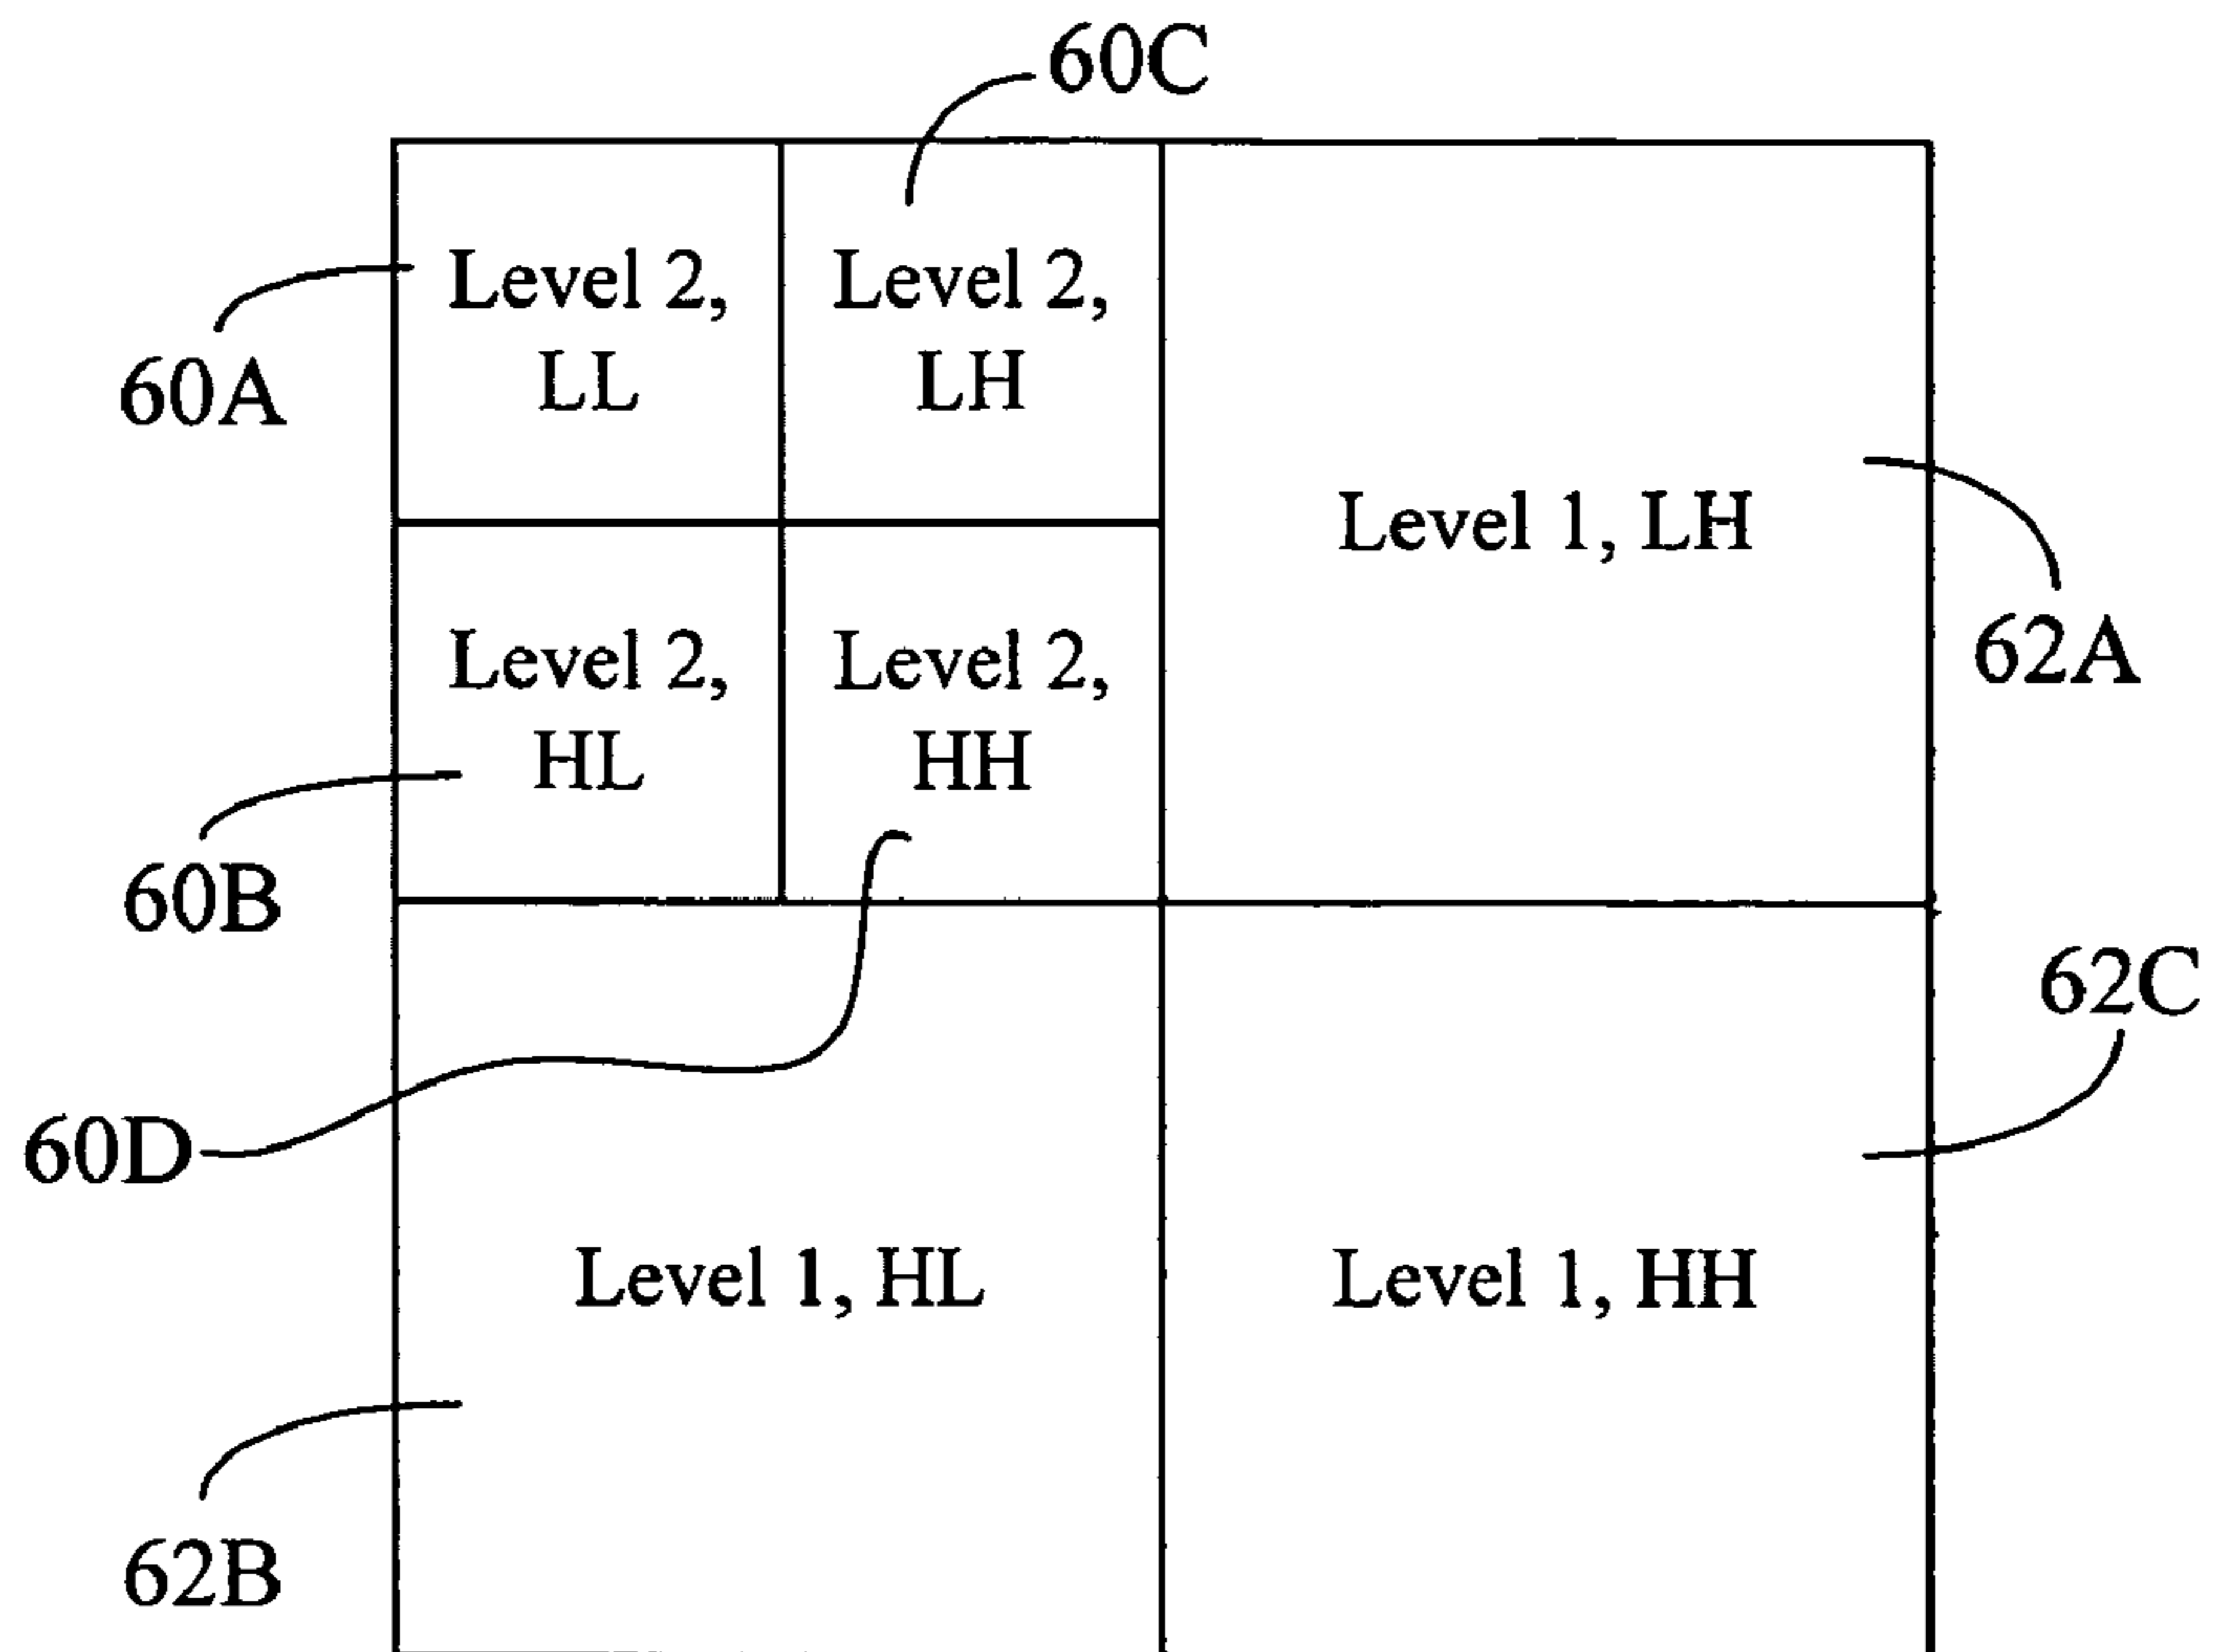 60C
Level 2,
LL
Level 2,
LH
60A
Level 1, LH
62A
Level 2,
HL
Level 2,
HH
60B
62C
60D
Level 1, HL
Level 1, HH
62B